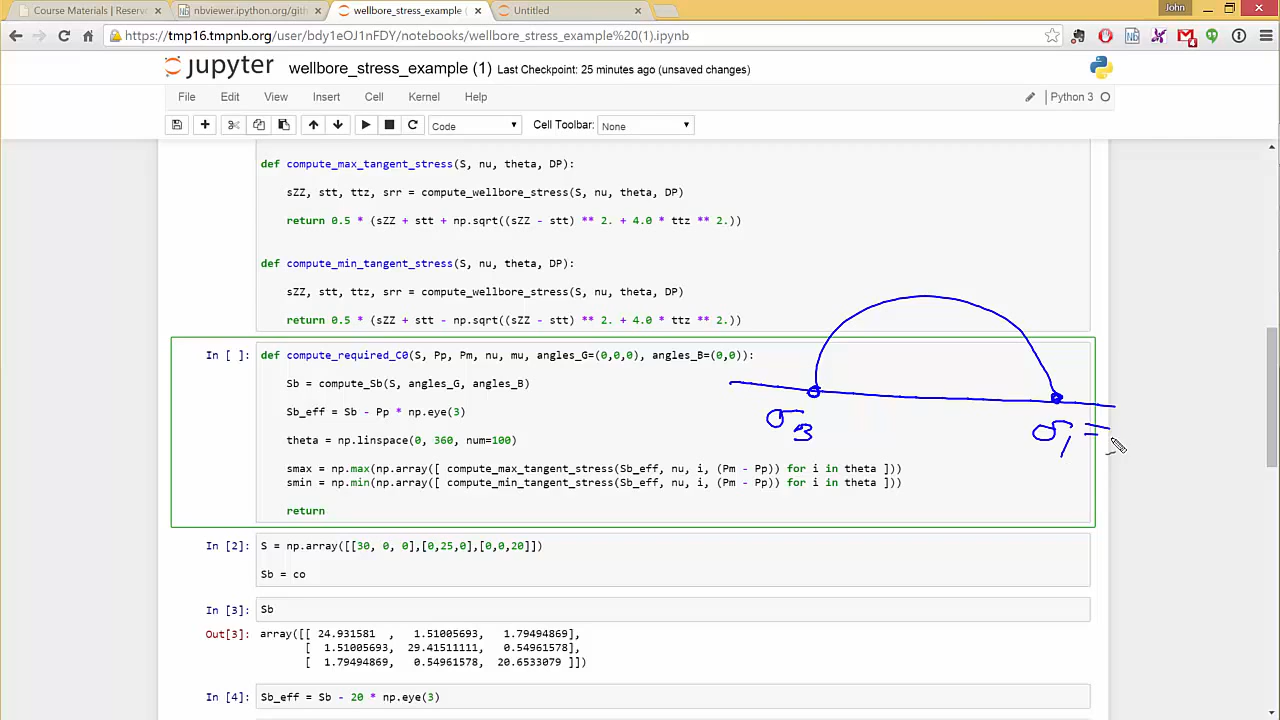 John
Course Materials | Reserv
nbviewer.ipython.org/gith
wellbore_stress_example (
Untitled
https://tmp16.tmpnb.org/user/bdy1eOJ1nFDY/notebooks/wellbore_stress_example%20(1).ipynb
jupyter wellbore_stress_example (1) Last Checkpoint: 25 minutes ago (unsaved changes)
File Edit View Insert Cell Kernel Help Python 3
Code Cell Toolbar: None
def compute_max_tangent_stress(S, nu, theta, DP):
sZZ, stt, ttz, srr = compute_wellbore_stress(S, nu, theta, DP)
return 0.5 * (sZZ + stt + np.sqrt((sZZ - stt) ** 2. + 4.0 * ttz ** 2.))
def compute_min_tangent_stress(S, nu, theta, DP):
sZZ, stt, ttz, srr = compute_wellbore_stress(S, nu, theta, DP)
return 0.5 * (sZZ + stt - np.sqrt((sZZ - stt) ** 2. + 4.0 * ttz ** 2.))
In [ ]: def compute_required_C0(S, Pp, Pm, nu, mu, angles_G=(0,0,0), angles_B=(0,0)):
Sb = compute_Sb(S, angles_G, angles_B)
Sb_eff = Sb - Pp * np.eye(3)
σ3 σ1 =
theta = np.linspace(0, 360, num=100)
smax = np.max(np.array([ compute_max_tangent_stress(Sb_eff, nu, i, (Pm - Pp)) for i in theta ]))
smin = np.min(np.array([ compute_min_tangent_stress(Sb_eff, nu, i, (Pm - Pp)) for i in theta ]))
return
In [2]: S = np.array([[30, 0, 0],[0,25,0],[0,0,20]])
Sb = co
In [3]: Sb
Out[3]: array([[ 24.931581 , 1.51005693, 1.79494869],
[ 1.51005693, 29.41511111, 0.54961578],
[ 1.79494869, 0.54961578, 20.6533079 ]])
In [4]: Sb_eff = Sb - 20 * np.eye(3)